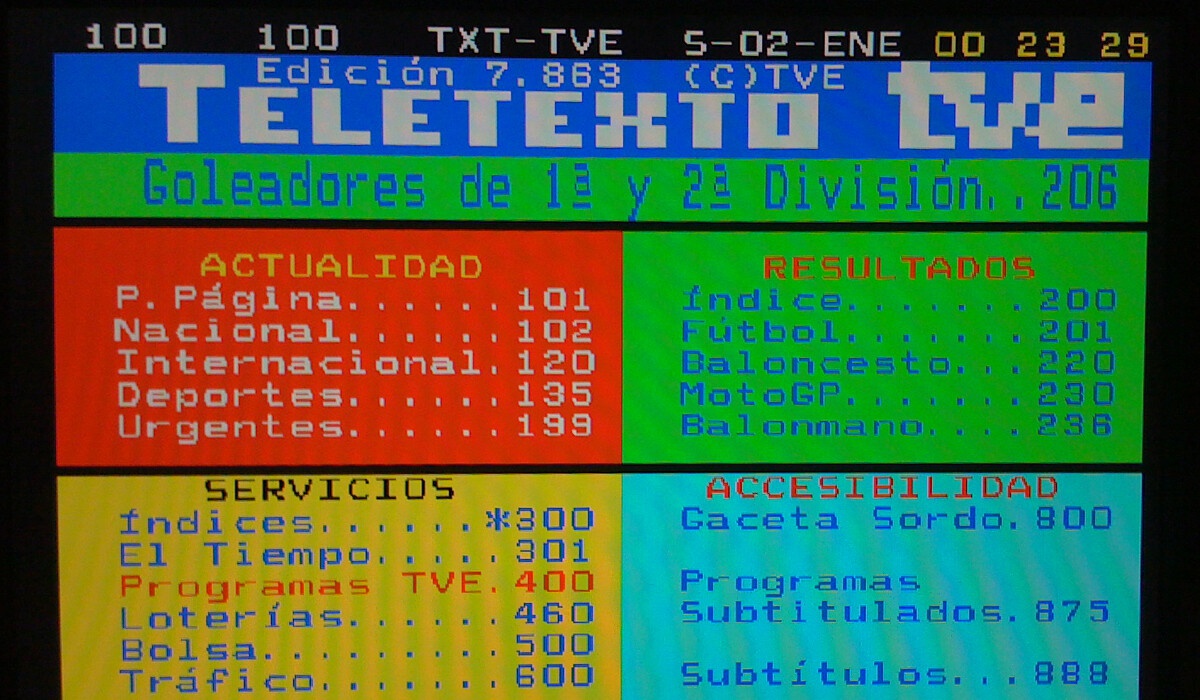 100 100 TXT-TVE S-02-ENE 00 23 29
Edición 7.863 (C)TVE
TELETEXTO tve
Goleadores de 1ª y 2ª División..206
ACTUALIDAD
P.Página......101
Nacional......102
Internacional.120
Deportes......135
Urgentes......199
RESULTADOS
Índice.......200
Fútbol.......201
Baloncesto...220
MotoGP.......230
Balonmano....236
SERVICIOS
Índices......*300
El Tiempo.....301
Programas TVE.400
Loterías......460
Bolsa.........500
Tráfico.......600
ACCESIBILIDAD
Gaceta Sordo.800
Programas
Subtitulados.875
Subtítulos...888